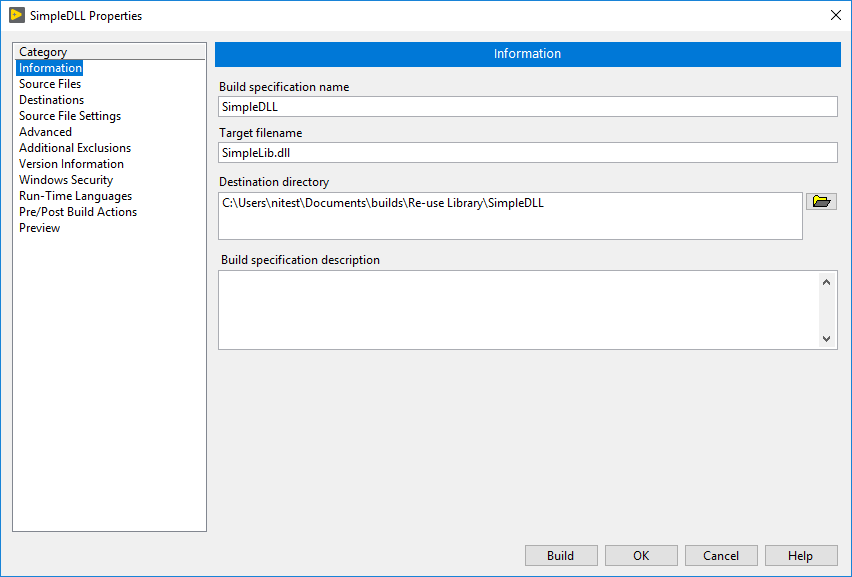 SimpleDLL Properties
Category
Information
Source Files
Destinations
Source File Settings
Advanced
Additional Exclusions
Version Information
Windows Security
Run-Time Languages
Pre/Post Build Actions
Preview
Information
Build specification name
SimpleDLL
Target filename
SimpleLib.dll
Destination directory
C:\Users\nitest\Documents\builds\Re-use Library\SimpleDLL
Build specification description
Build
OK
Cancel
Help